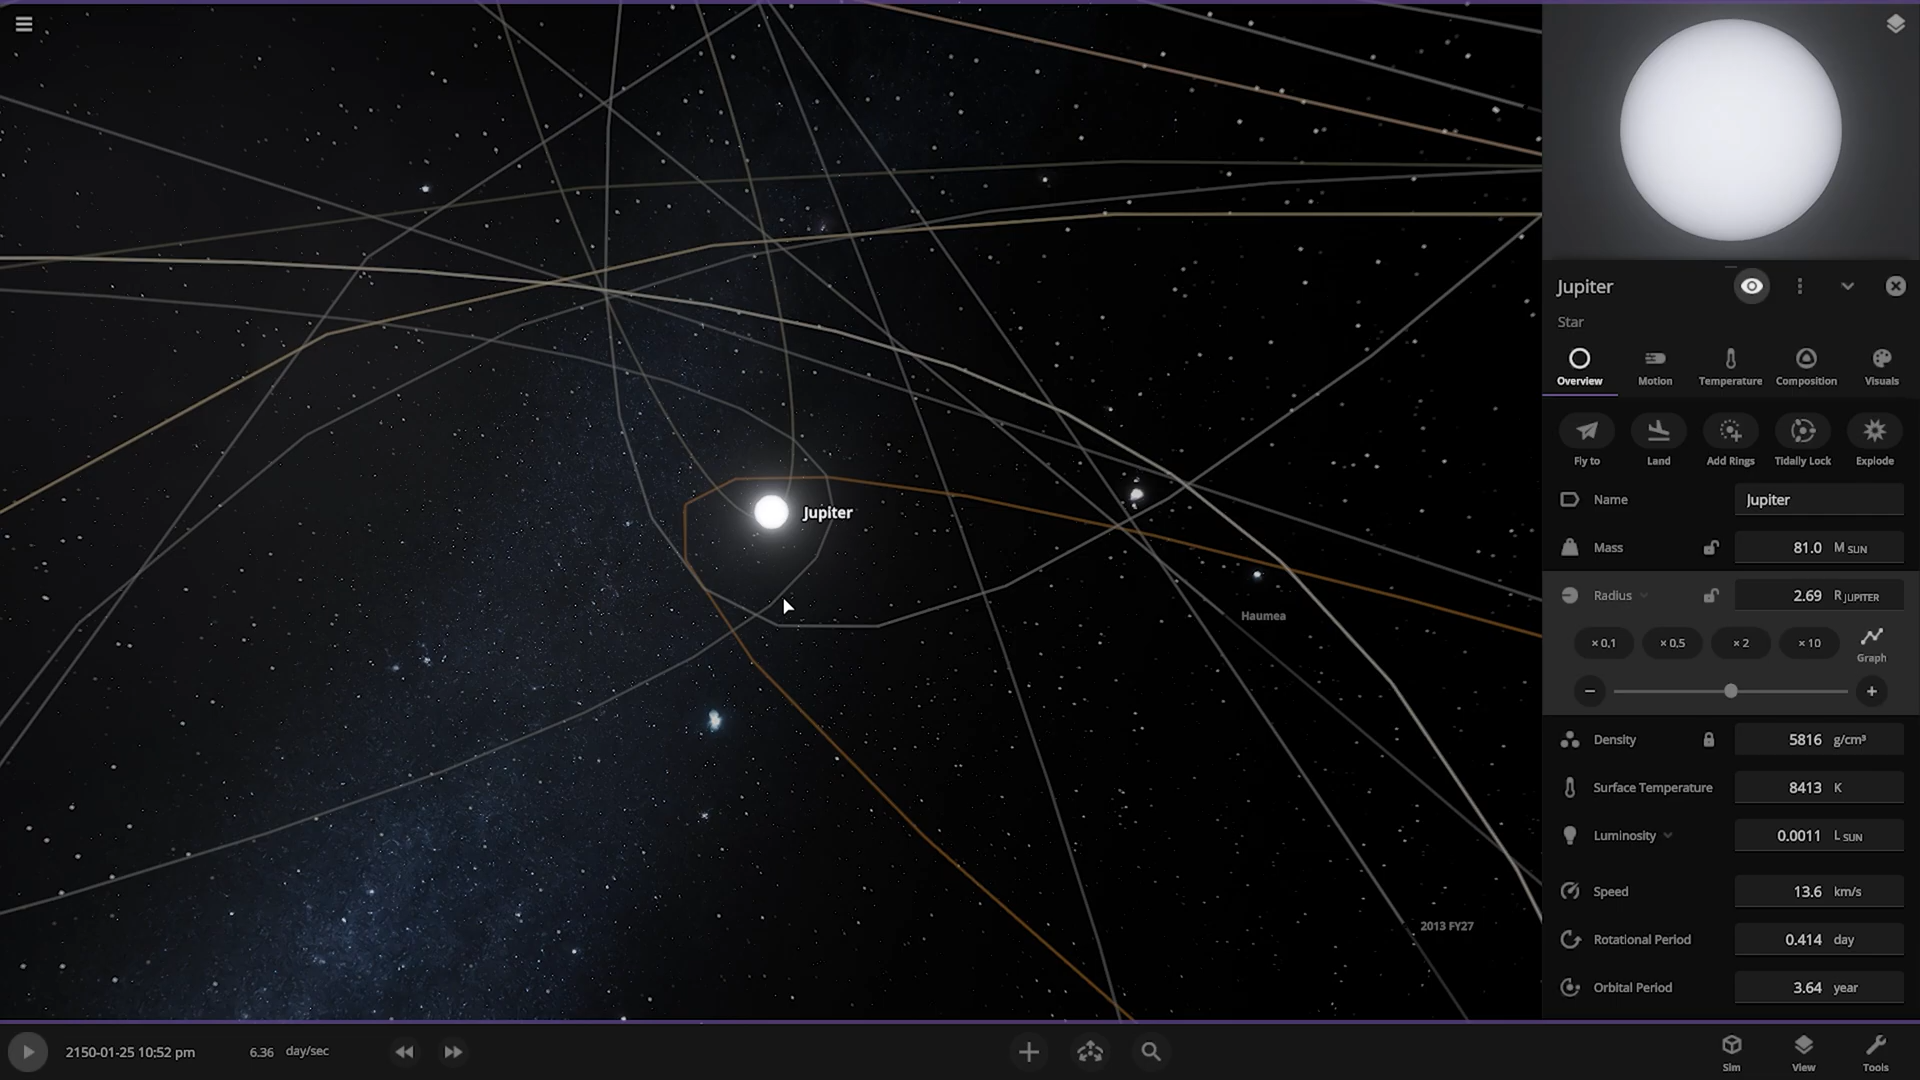 Jupiter
Haumea
2013 FY27
Jupiter
Star
Overview Motion Temperature Composition Visuals
Fly to Land Add Rings Tidally Lock Explode
Name Jupiter
Mass 81.0 M SUN
Radius 2.69 R JUPITER
× 0,1 × 0,5 × 2 × 10 Graph
Density 5816 g/cm³
Surface Temperature 8413 K
Luminosity 0.0011 L SUN
Speed 13.6 km/s
Rotational Period 0.414 day
Orbital Period 3.64 year
2150-01-25 10:52 pm 6.36 day/sec
Sim View Tools